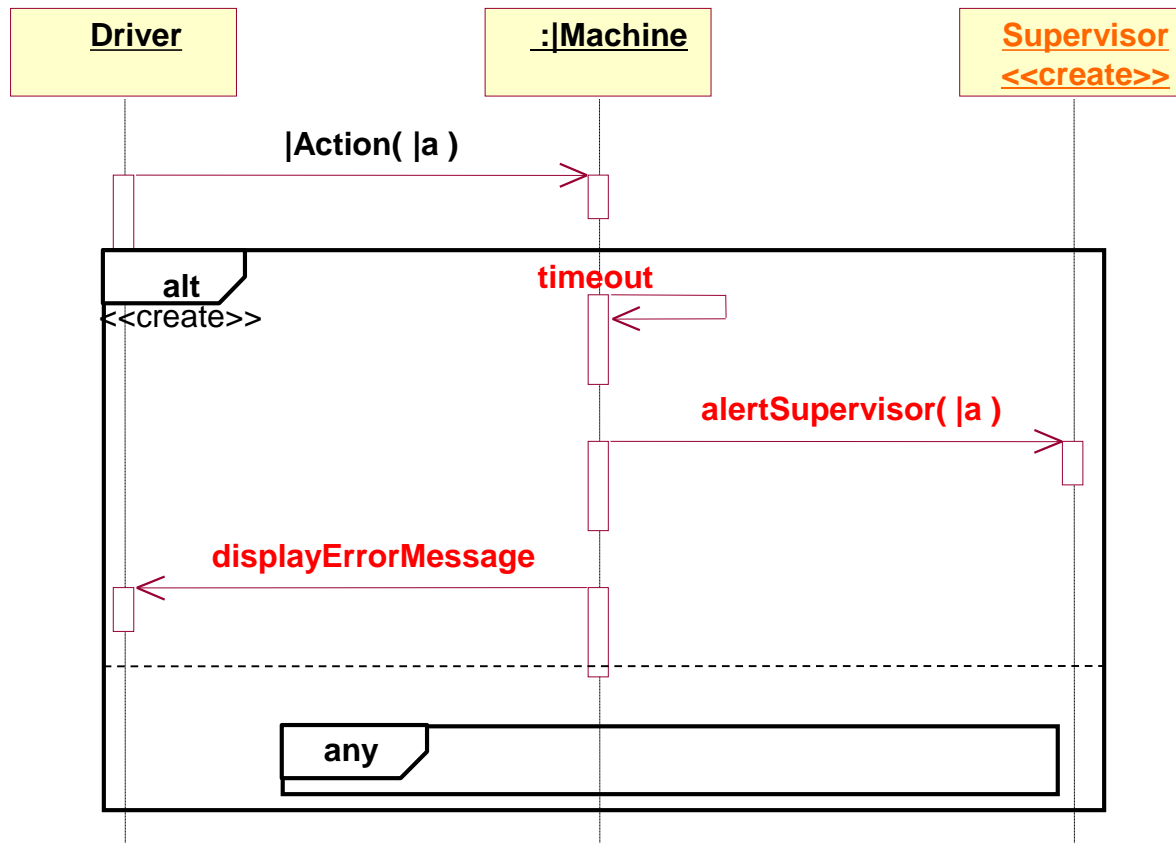 Driver
:|Machine
Supervisor
<<create>>
|Action( |a )
alt
<<create>>
timeout
alertSupervisor( |a )
displayErrorMessage
any